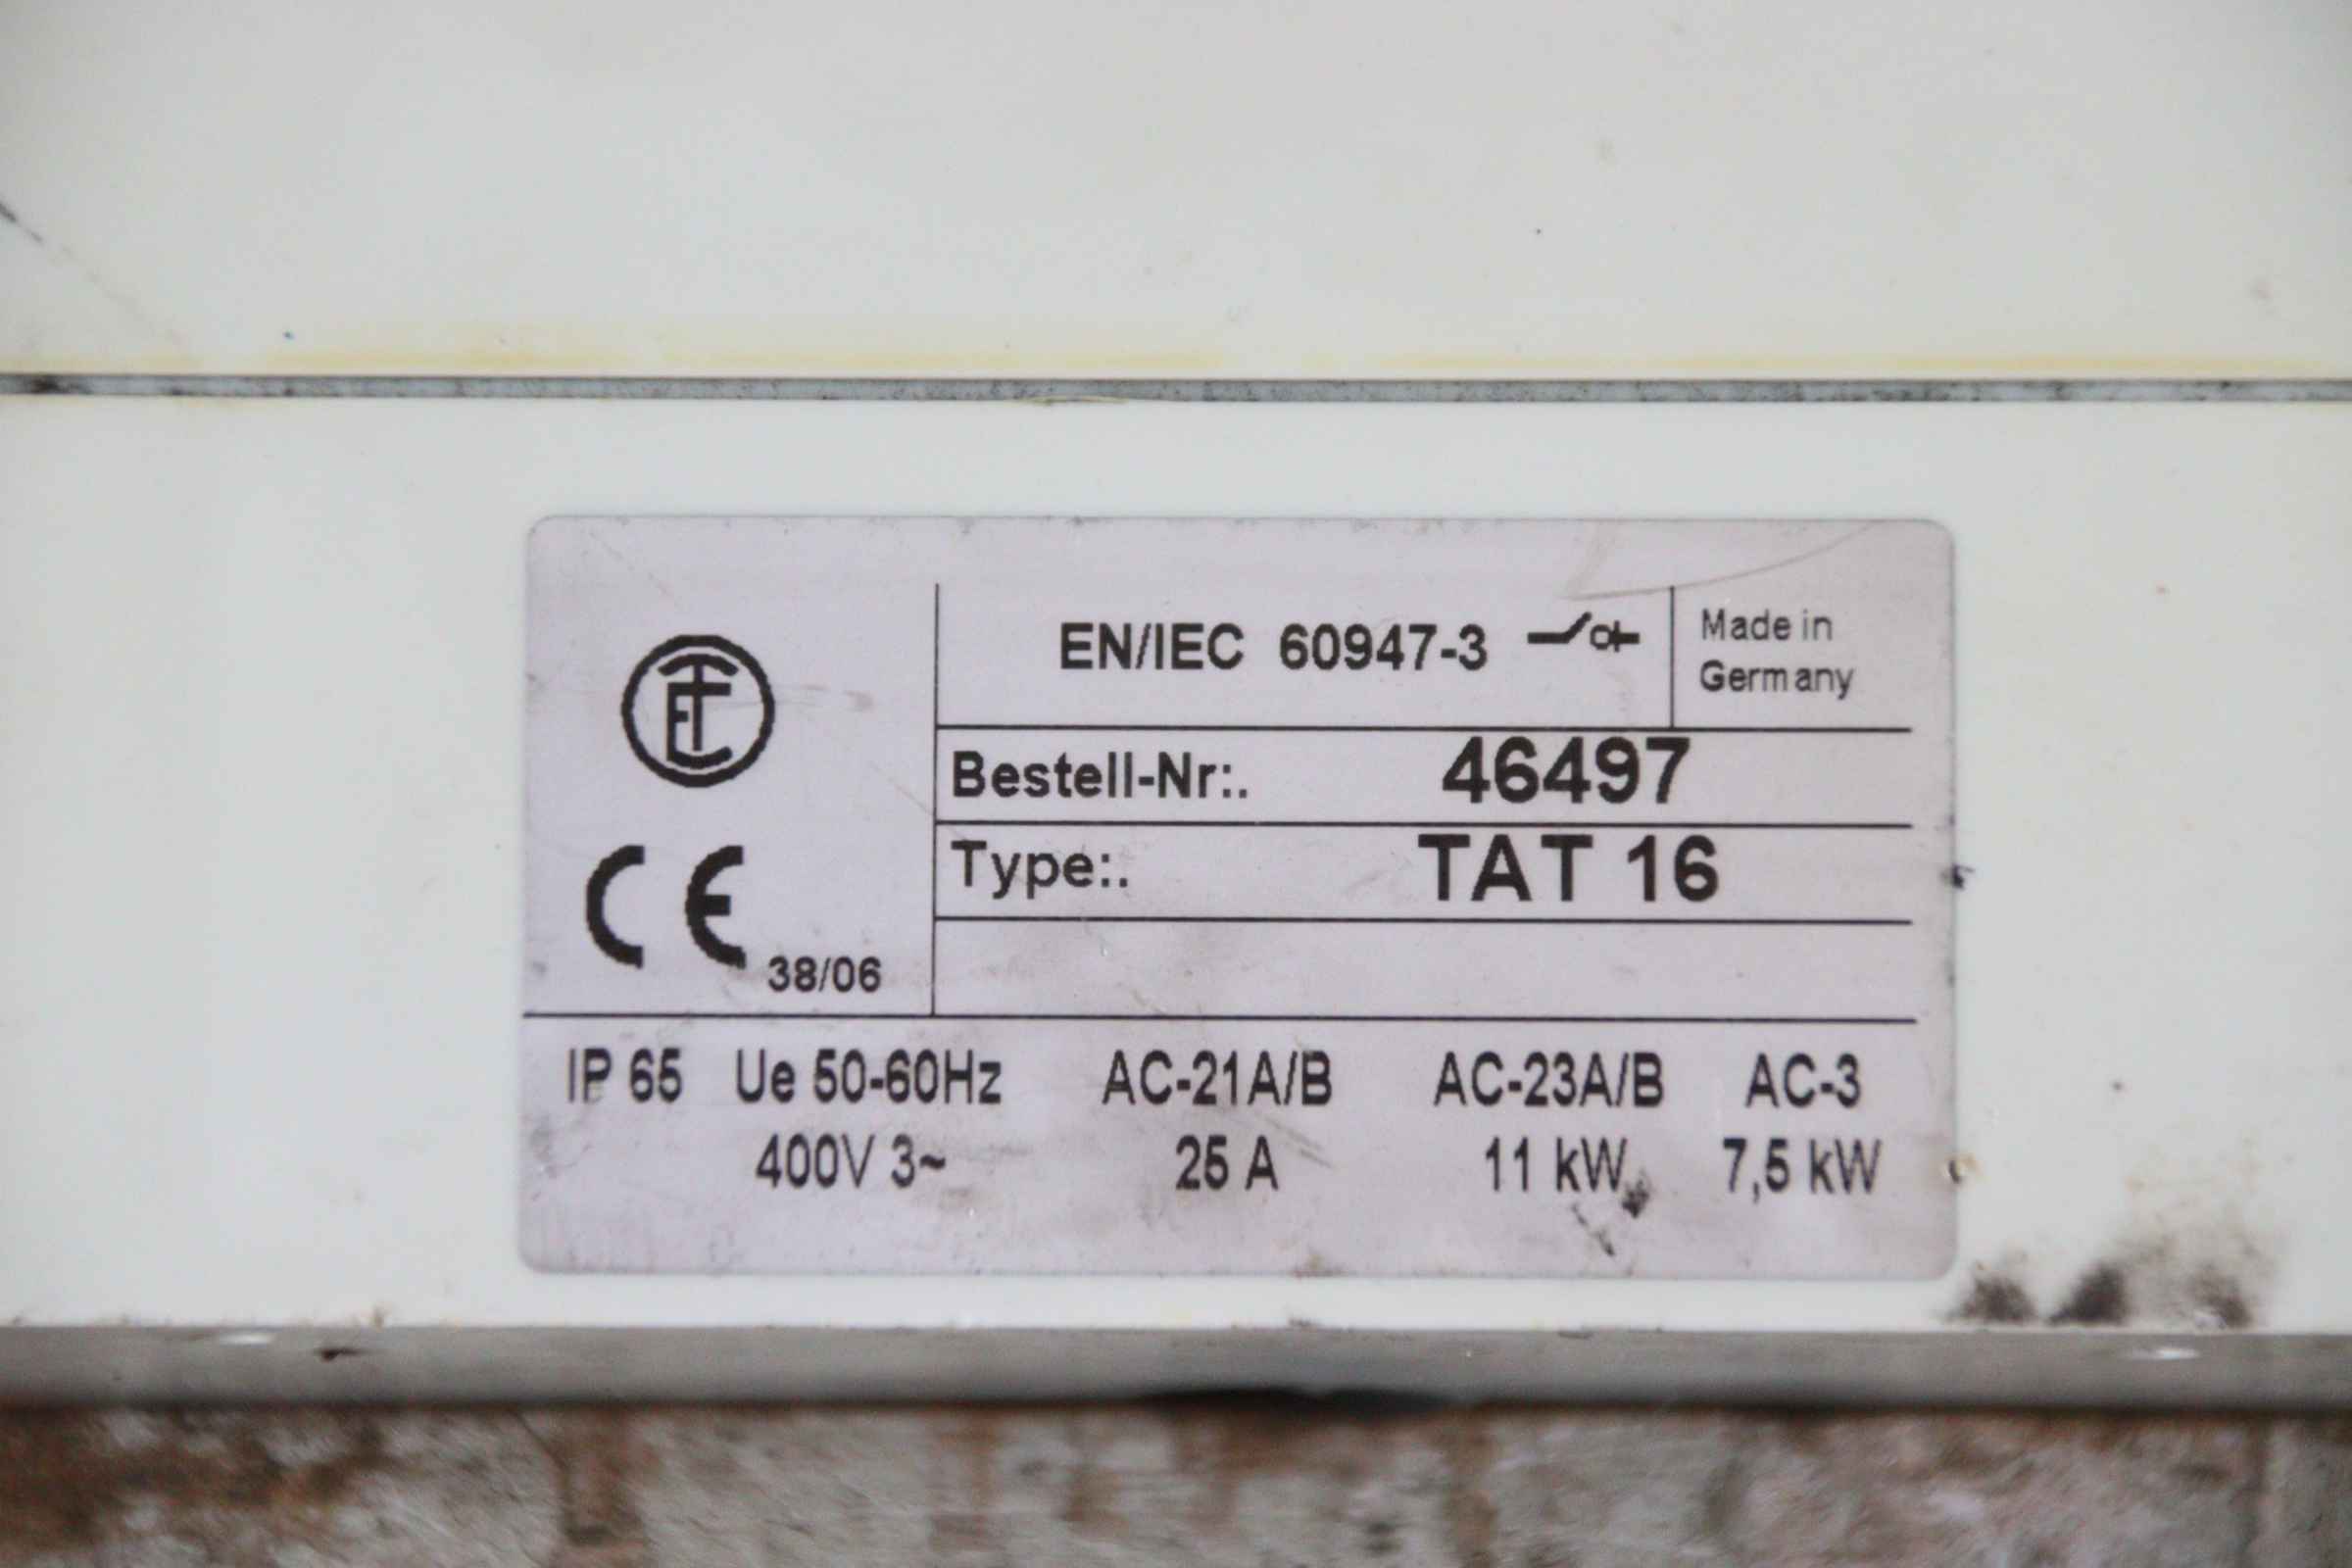 EN/IEC 60947-3
Made in
Germany
Bestell-Nr:. 46497
Type:. TAT 16
CE
38/06
IP 65 Ue 50-60Hz AC-21A/B AC-23A/B AC-3
400V 3~ 25 A 11 kW 7,5 kW